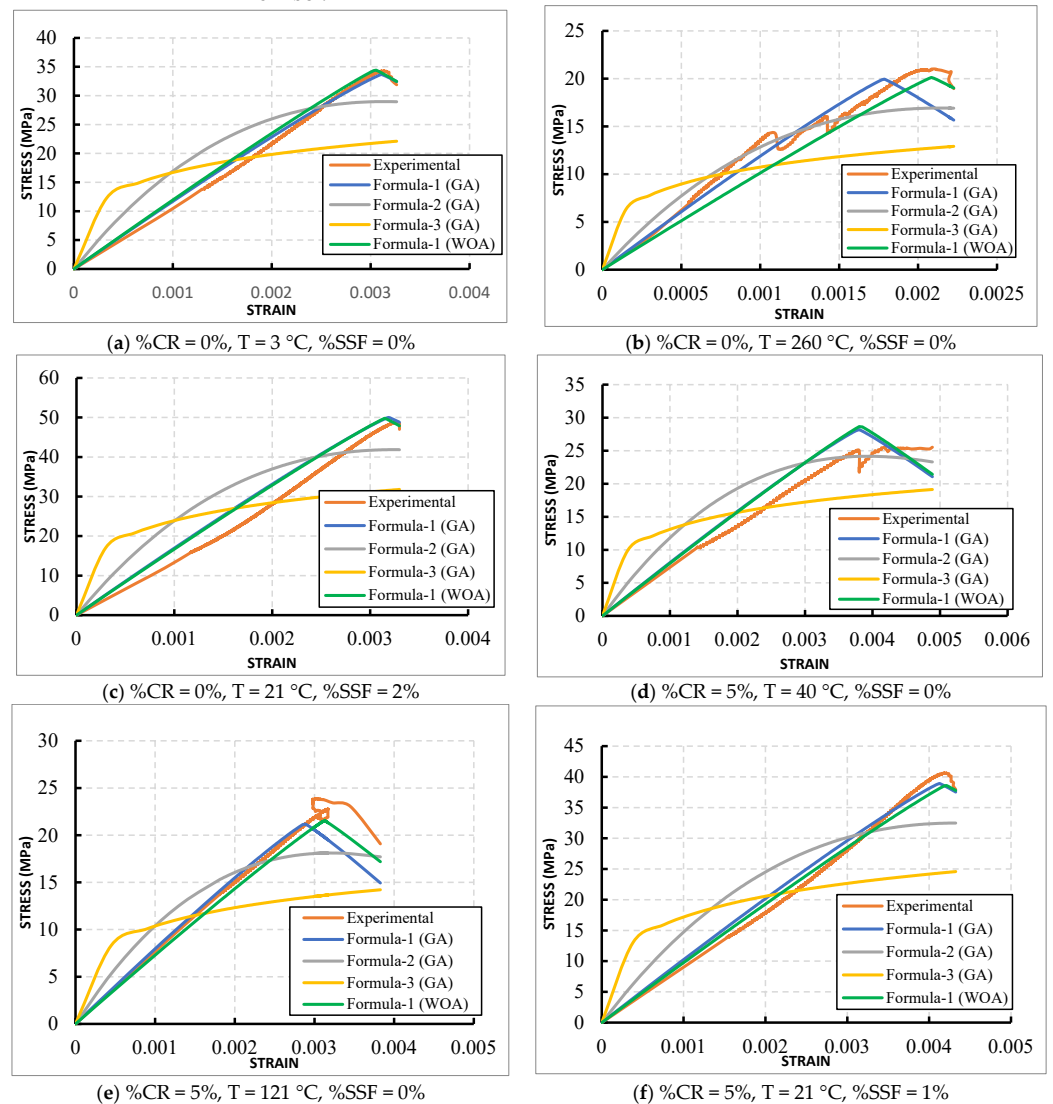 40
35
30
25
20
15
10
5
0
STRESS (MPa)
0
0.001
0.002
0.003
0.004
STRAIN
Experimental
Formula-1 (GA)
Formula-2 (GA)
Formula-3 (GA)
Formula-1 (WOA)
(a) %CR = 0%, T = 3 °C, %SSF = 0%
25
20
15
10
5
0
STRESS (MPa)
0
0.0005
0.001
0.0015
0.002
0.0025
STRAIN
Experimental
Formula-1 (GA)
Formula-2 (GA)
Formula-3 (GA)
Formula-1 (WOA)
(b) %CR = 0%, T = 260 °C, %SSF = 0%
60
50
40
30
20
10
0
STRESS (MPa)
0
0.001
0.002
0.003
0.004
STRAIN
Experimental
Formula-1 (GA)
Formula-2 (GA)
Formula-3 (GA)
Formula-1 (WOA)
(c) %CR = 0%, T = 21 °C, %SSF = 2%
35
30
25
20
15
10
5
0
STRESS (MPa)
0
0.001
0.002
0.003
0.004
0.005
0.006
STRAIN
Experimental
Formula-1 (GA)
Formula-2 (GA)
Formula-3 (GA)
Formula-1 (WOA)
(d) %CR = 5%, T = 40 °C, %SSF = 0%
30
25
20
15
10
5
0
STRESS (MPa)
0
0.001
0.002
0.003
0.004
0.005
STRAIN
Experimental
Formula-1 (GA)
Formula-2 (GA)
Formula-3 (GA)
Formula-1 (WOA)
(e) %CR = 5%, T = 121 °C, %SSF = 0%
45
40
35
30
25
20
15
10
5
0
STRESS (MPa)
0
0.001
0.002
0.003
0.004
0.005
STRAIN
Experimental
Formula-1 (GA)
Formula-2 (GA)
Formula-3 (GA)
Formula-1 (WOA)
(f) %CR = 5%, T = 21 °C, %SSF = 1%